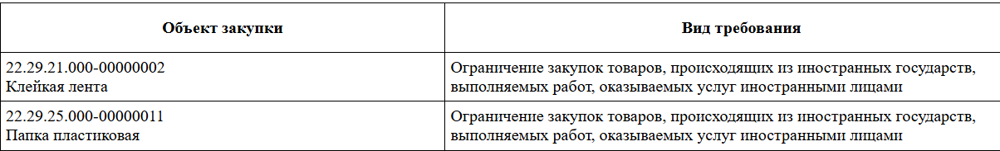 Объект закупки
Вид требования
22.29.21.000-00000002
Клейкая лента
Ограничение закупок товаров, происходящих из иностранных государств,
выполняемых работ, оказываемых услуг иностранными лицами
22.29.25.000-00000011
Папка пластиковая
Ограничение закупок товаров, происходящих из иностранных государств,
выполняемых работ, оказываемых услуг иностранными лицами